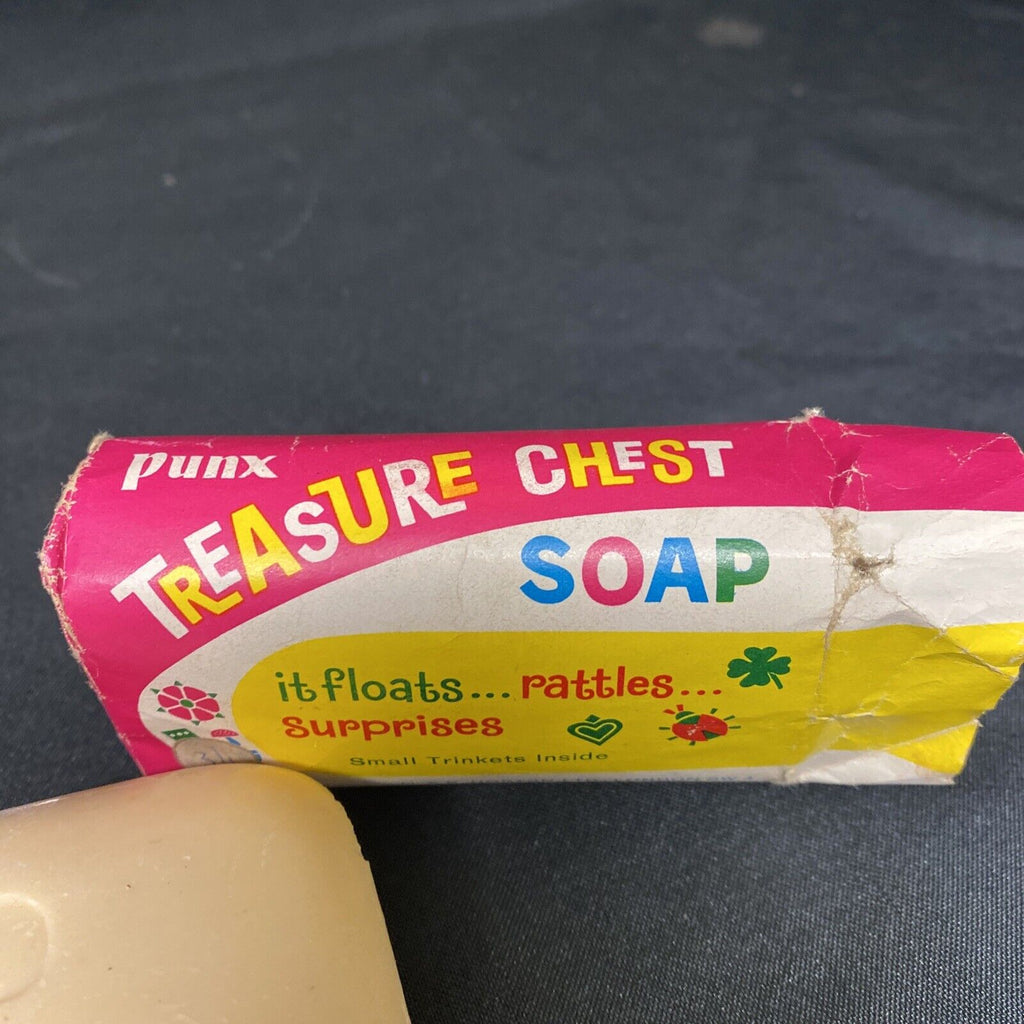 punx
TREASURE CHEST
SOAP
it floats... rattles...
surprises
Small Trinkets Inside